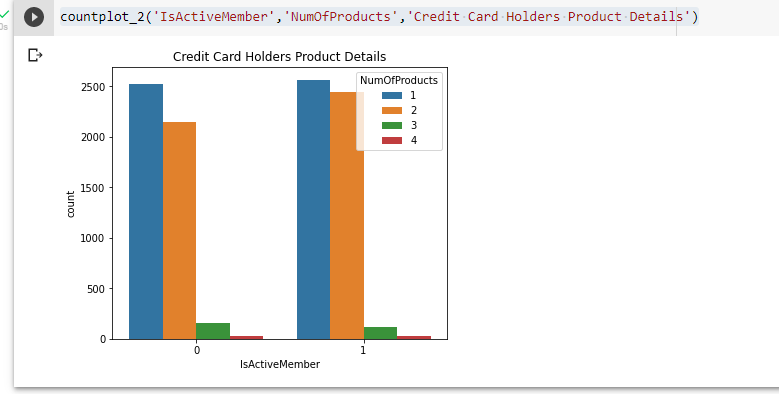 countplot_2('IsActiveMember','NumOfProducts','Credit Card Holders Product Details')
0s
Credit Card Holders Product Details
NumOfProducts
1
2
3
4
2500
2000
1500
1000
500
0
count
0 1
IsActiveMember